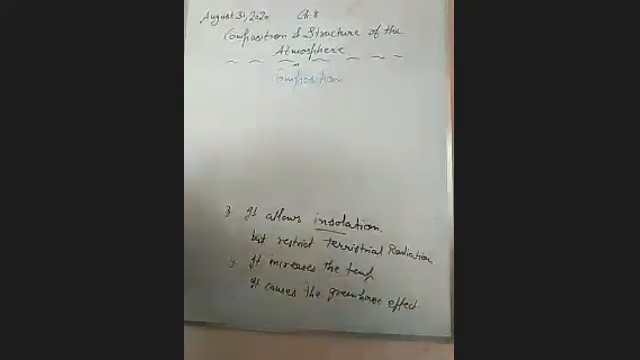 August 31, 2020 Ch:8
Composition & Structure of the
Atmosphere
Composition
3. It allows insolation.
but restrict terristrial Radiation
4. It increases the temp
It causes the greenhouse effect